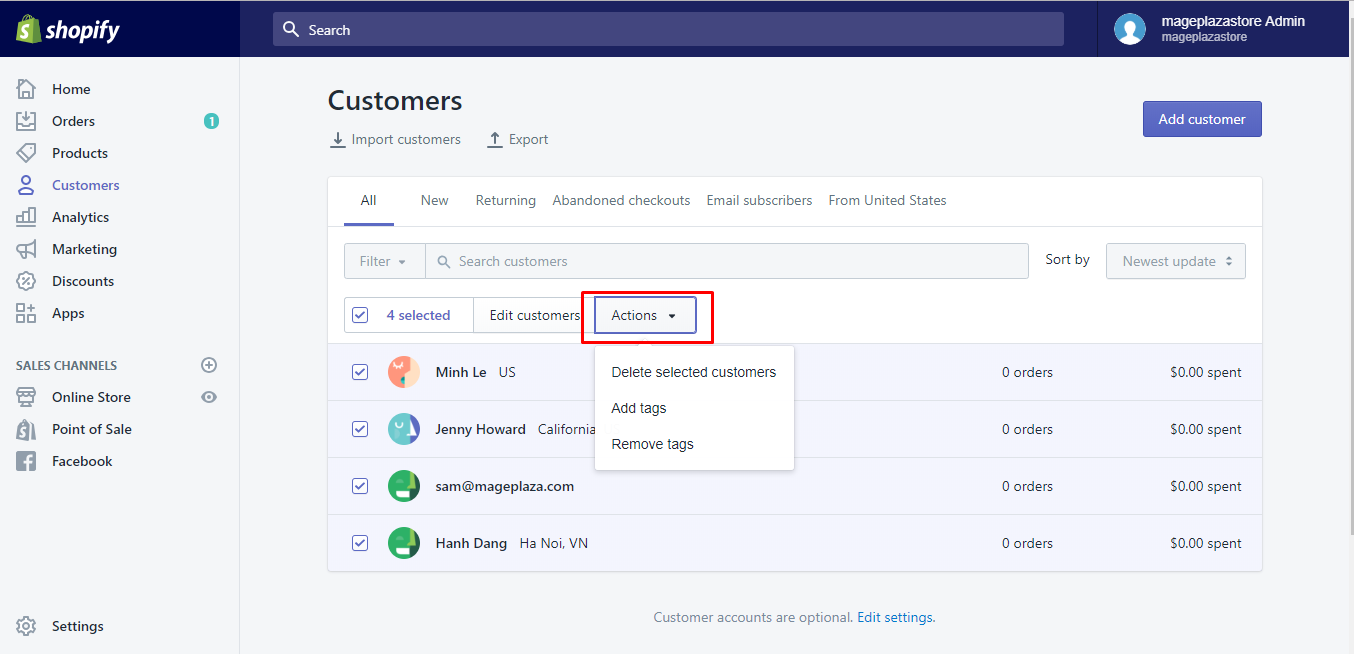 shopify
Search
mageplazastore Admin
mageplazastore
Home
Orders 1
Products
Customers
Analytics
Marketing
Discounts
Apps
SALES CHANNELS
Online Store
Point of Sale
Facebook
Settings
Customers
Import customers Export
Add customer
All New Returning Abandoned checkouts Email subscribers From United States
Filter Search customers Sort by Newest update
4 selected Edit customers Actions
Delete selected customers
Add tags
Remove tags
Minh Le US 0 orders $0.00 spent
Jenny Howard California 0 orders $0.00 spent
sam@mageplaza.com 0 orders $0.00 spent
Hanh Dang Ha Noi, VN 0 orders $0.00 spent
Customer accounts are optional. Edit settings.